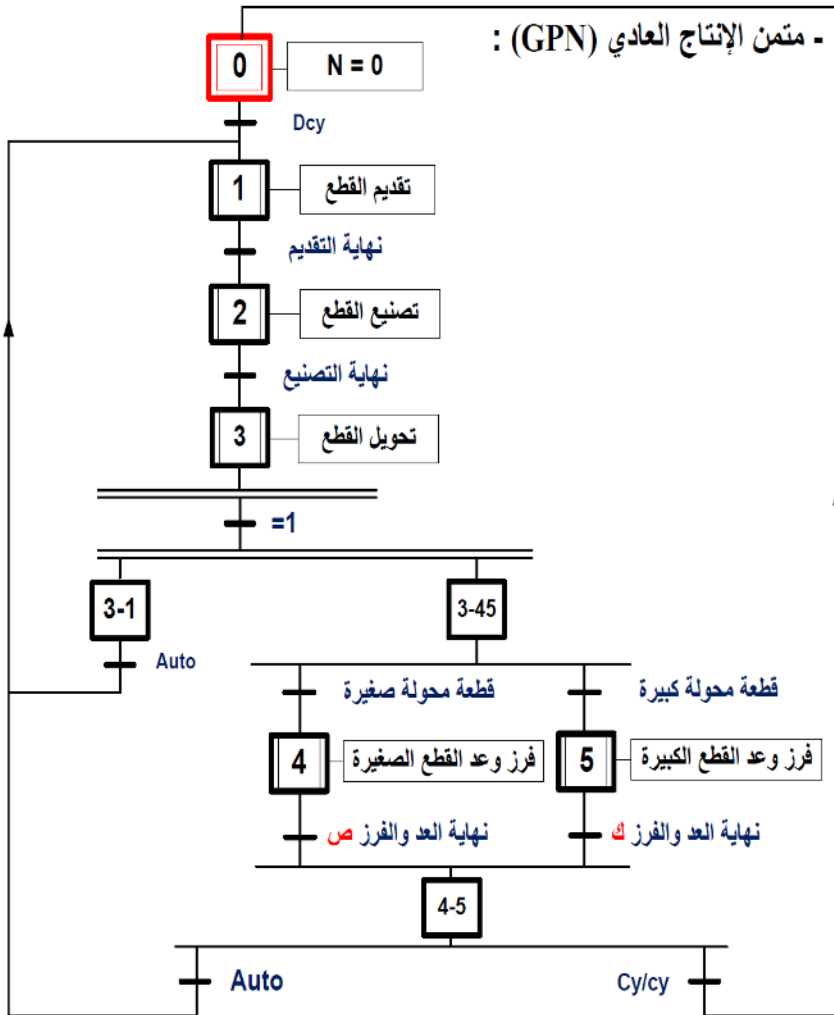 - متمن الإنتاج العادي (GPN) :
0
N = 0
Dcy
1
تقديم القطع
نهاية التقديم
2
تصنيع القطع
نهاية التصنيع
3
تحويل القطع
=1
3-1
3-45
Auto
قطعة محولة صغيرة
قطعة محولة كبيرة
4
فرز وعد القطع الصغيرة
5
فرز وعد القطع الكبيرة
نهاية العد والفرز ص
نهاية العد والفرز ك
4-5
Auto
Cy/cy